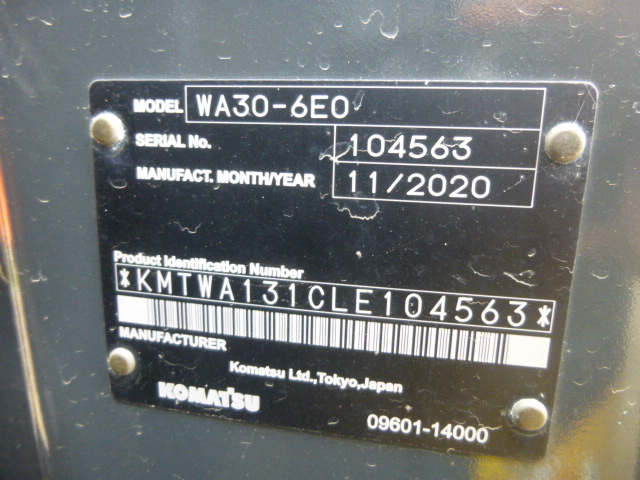 MODEL WA30-6E0
SERIAL No. 104563
MANUFACT. MONTH/YEAR 11/2020
Product Identification Number
*KMTWA131CLE104563*
MANUFACTURER
Komatsu Ltd.,Tokyo,Japan
KOMATSU
09601-14000